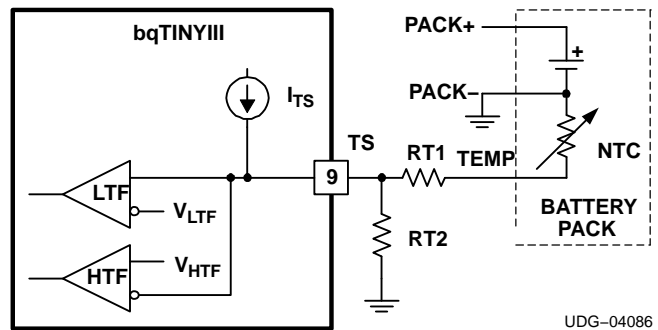 bqTINYIII
PACK+
+
I_TS
PACK−
TS
RT1
TEMP
NTC
9
LTF
V_LTF
BATTERY
PACK
RT2
V_HTF
HTF
UDG−04086